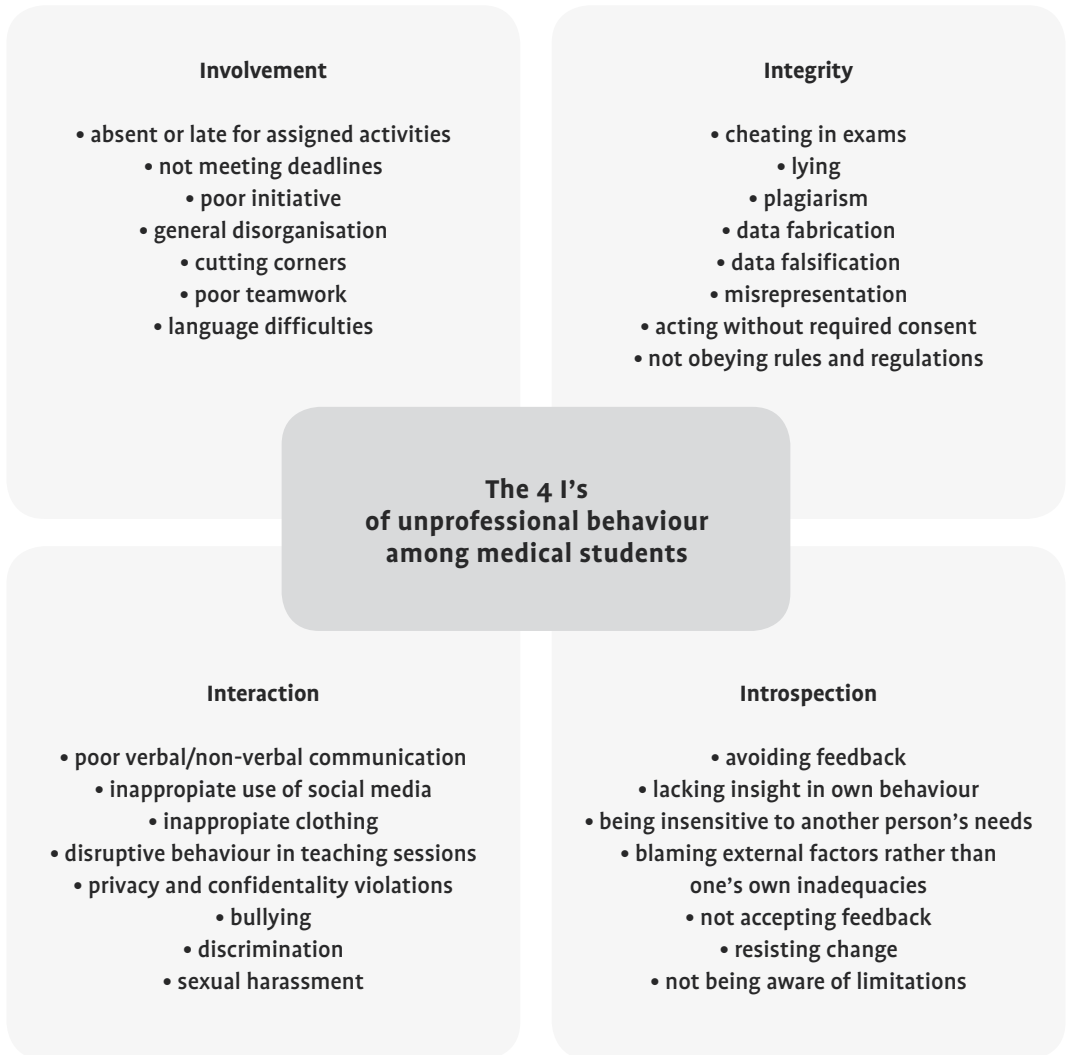 Involvement
• absent or late for assigned activities
• not meeting deadlines
• poor initiative
• general disorganisation
• cutting corners
• poor teamwork
• language difficulties
Integrity
• cheating in exams
• lying
• plagiarism
• data fabrication
• data falsification
• misrepresentation
• acting without required consent
• not obeying rules and regulations
The 4 I's
of unprofessional behaviour
among medical students
Interaction
• poor verbal/non-verbal communication
• inappropiate use of social media
• inappropiate clothing
• disruptive behaviour in teaching sessions
• privacy and confidentality violations
• bullying
• discrimination
• sexual harassment
Introspection
• avoiding feedback
• lacking insight in own behaviour
• being insensitive to another person's needs
• blaming external factors rather than
one's own inadequacies
• not accepting feedback
• resisting change
• not being aware of limitations